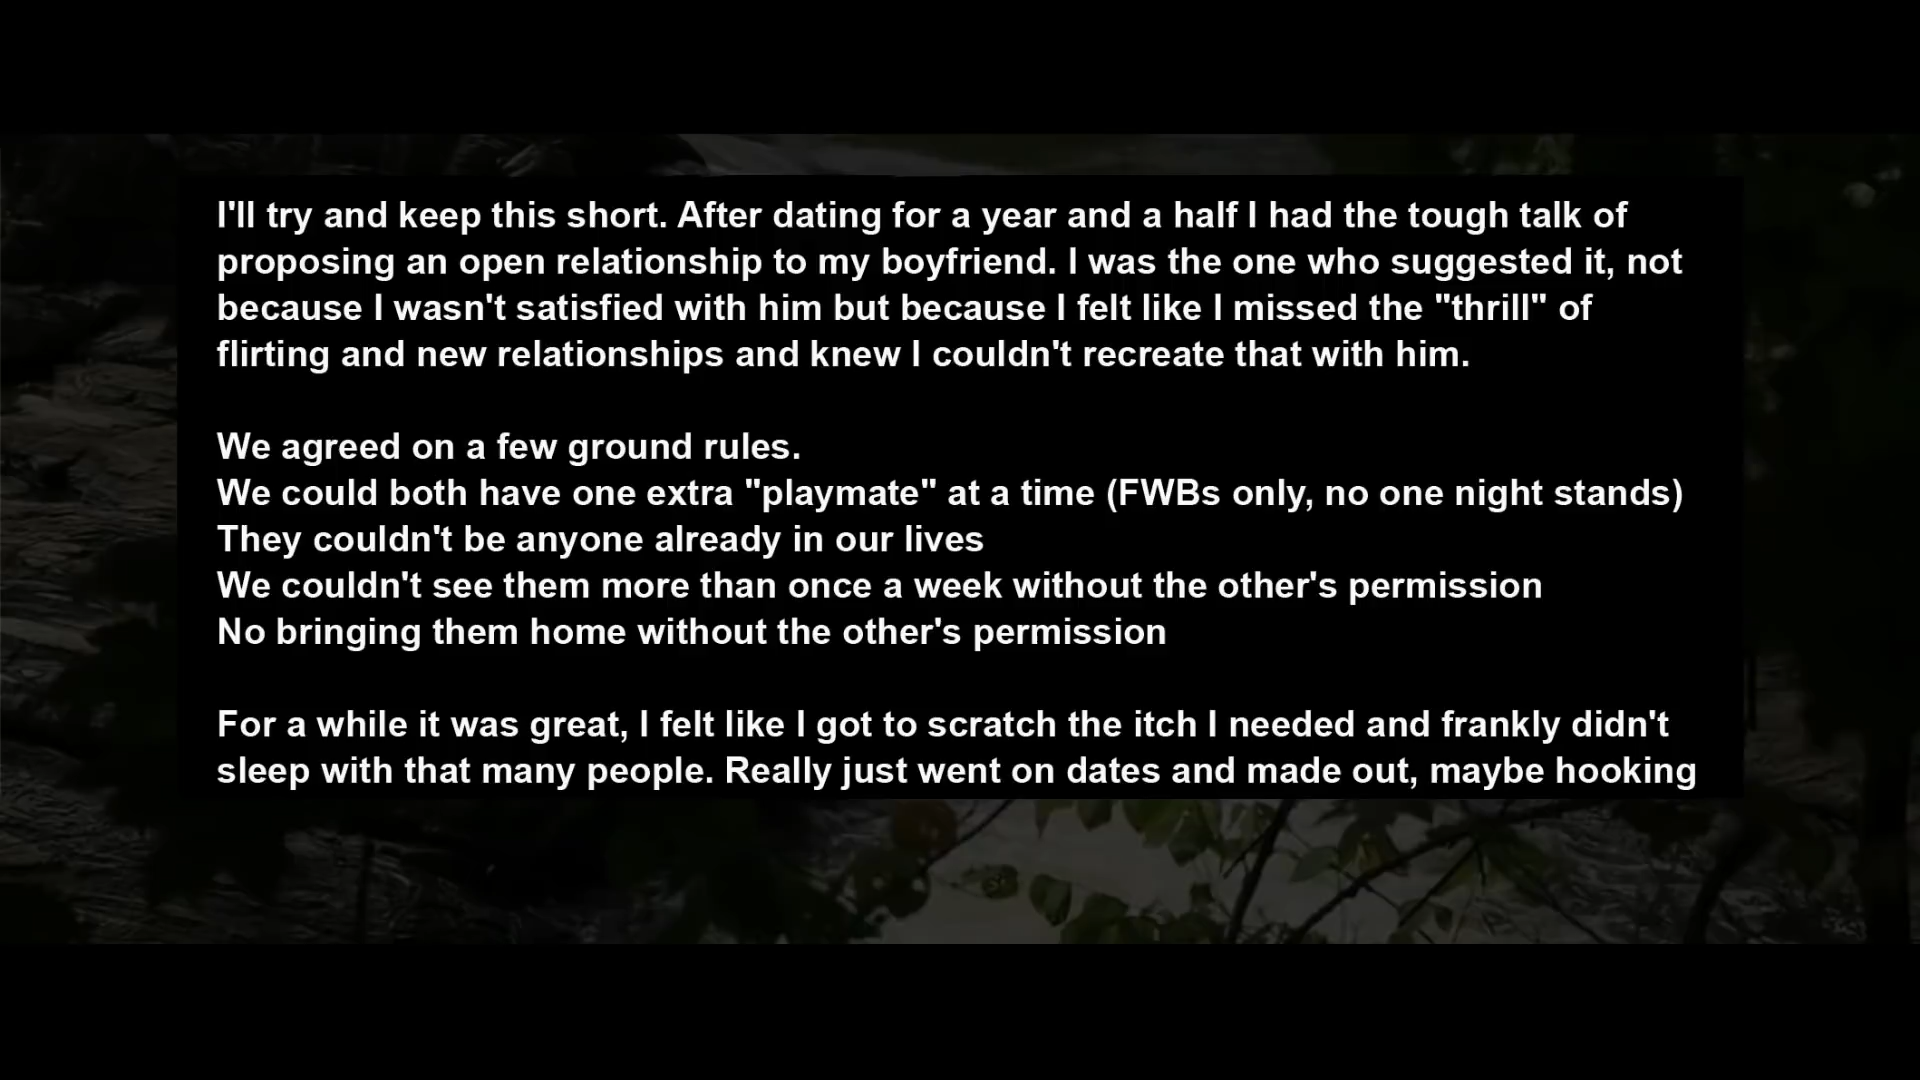 I'll try and keep this short. After dating for a year and a half I had the tough talk of
proposing an open relationship to my boyfriend. I was the one who suggested it, not
because I wasn't satisfied with him but because I felt like I missed the "thrill" of
flirting and new relationships and knew I couldn't recreate that with him.
We agreed on a few ground rules.
We could both have one extra "playmate" at a time (FWBs only, no one night stands)
They couldn't be anyone already in our lives
We couldn't see them more than once a week without the other's permission
No bringing them home without the other's permission
For a while it was great, I felt like I got to scratch the itch I needed and frankly didn't
sleep with that many people. Really just went on dates and made out, maybe hooking